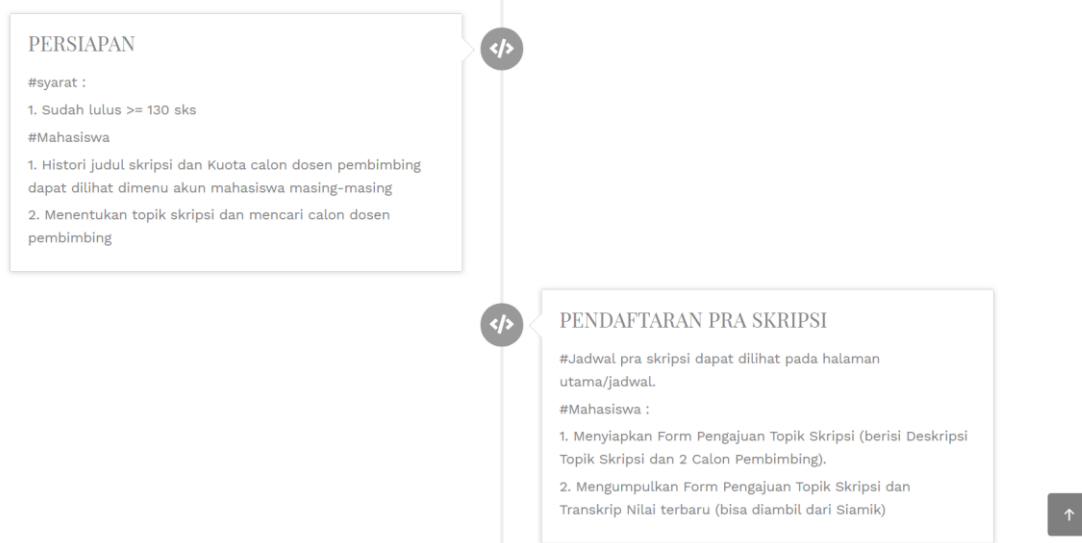 PERSIAPAN
#syarat :
1. Sudah lulus >= 130 sks
#Mahasiswa
1. Histori judul skripsi dan Kuota calon dosen pembimbing
dapat dilihat dimenu akun mahasiswa masing-masing
2. Menentukan topik skripsi dan mencari calon dosen
pembimbing
PENDAFTARAN PRA SKRIPSI
#Jadwal pra skripsi dapat dilihat pada halaman
utama/jadwal.
#Mahasiswa :
1. Menyiapkan Form Pengajuan Topik Skripsi (berisi Deskripsi
Topik Skripsi dan 2 Calon Pembimbing).
2. Mengumpulkan Form Pengajuan Topik Skripsi dan
Transkrip Nilai terbaru (bisa diambil dari Siamik)